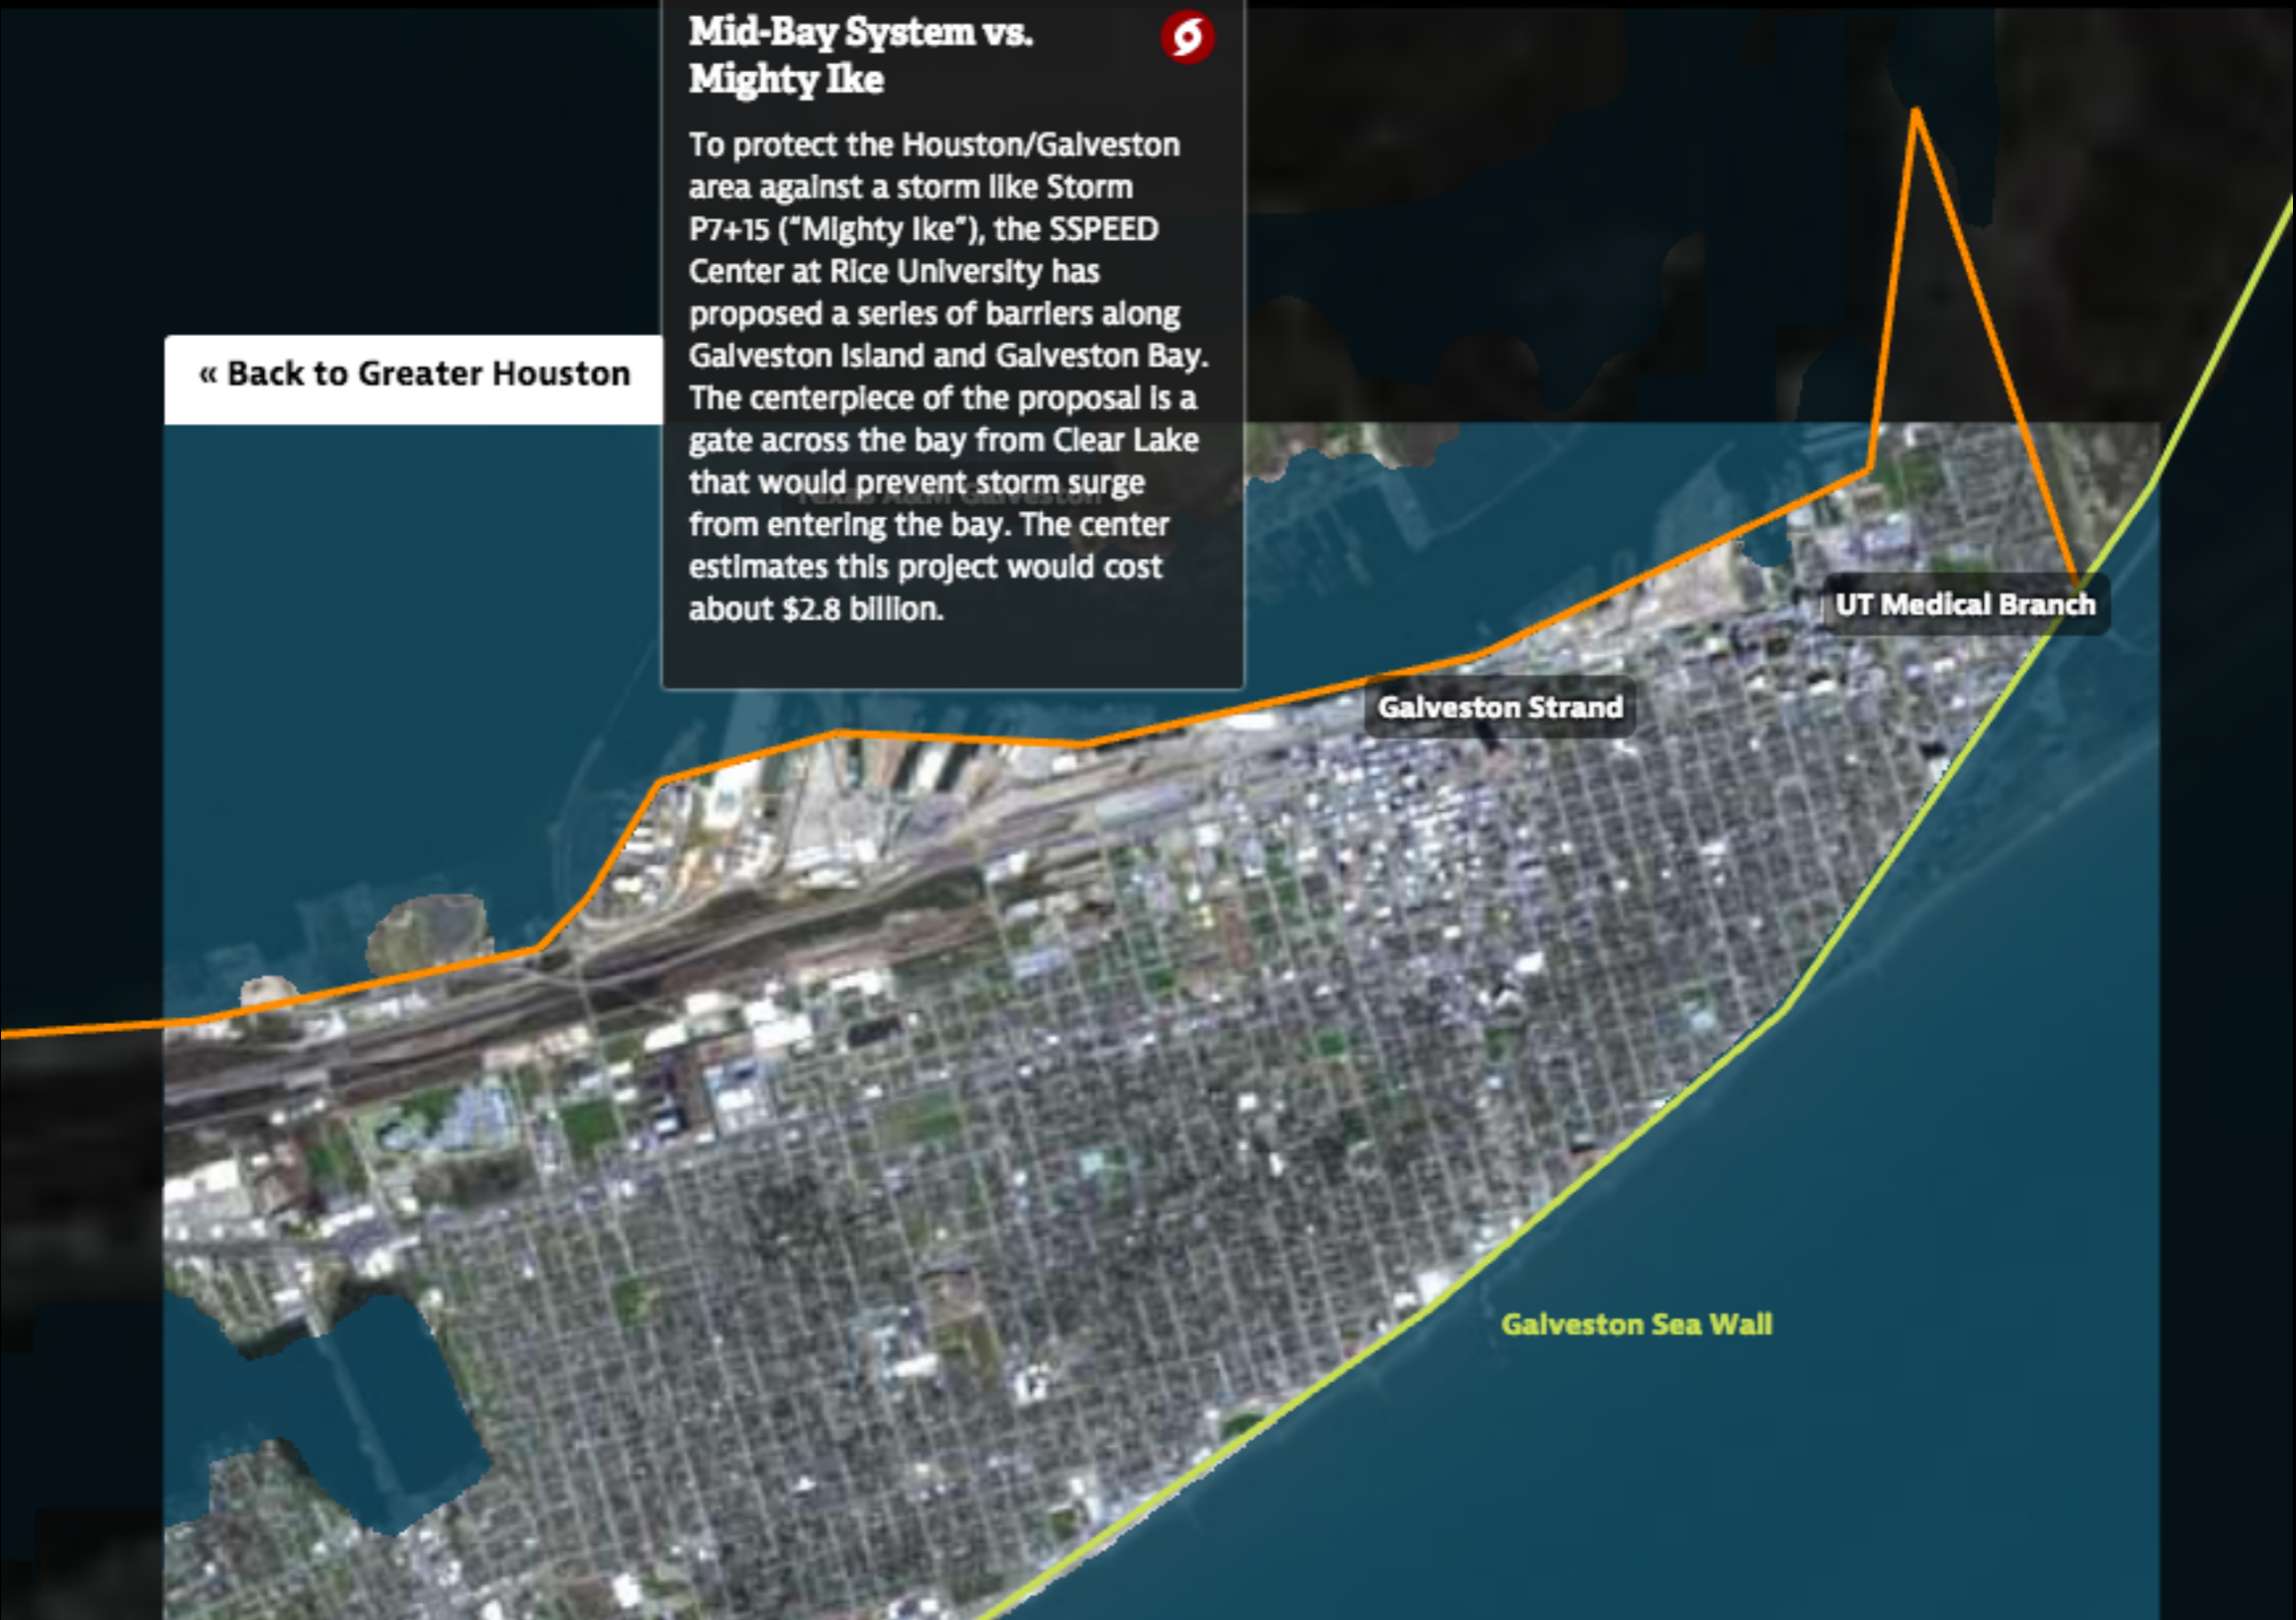 Mid-Bay System vs.
Mighty Ike
To protect the Houston/Galveston
area against a storm like Storm
P7+15 (“Mighty Ike”), the SSPEED
Center at Rice University has
proposed a series of barriers along
Galveston Island and Galveston Bay.
The centerpiece of the proposal is a
gate across the bay from Clear Lake
that would prevent storm surge
from entering the bay. The center
estimates this project would cost
about $2.8 billion.
« Back to Greater Houston
Texas A&M Galveston
UT Medical Branch
Galveston Strand
Galveston Sea Wall